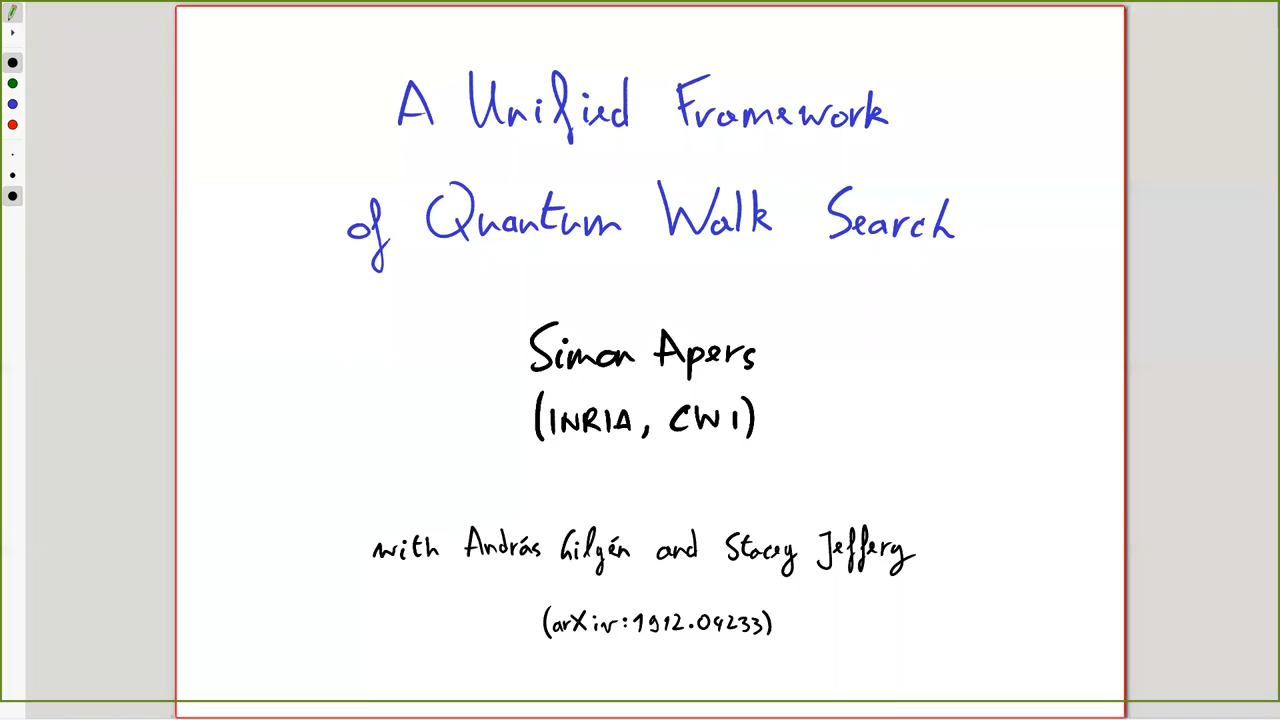 A Unified Framework
of Quantum Walk Search
Simon Apers
(INRIA, CWI)
with András Gilyén and Stacey Jeffery
(arXiv:1912.04233)